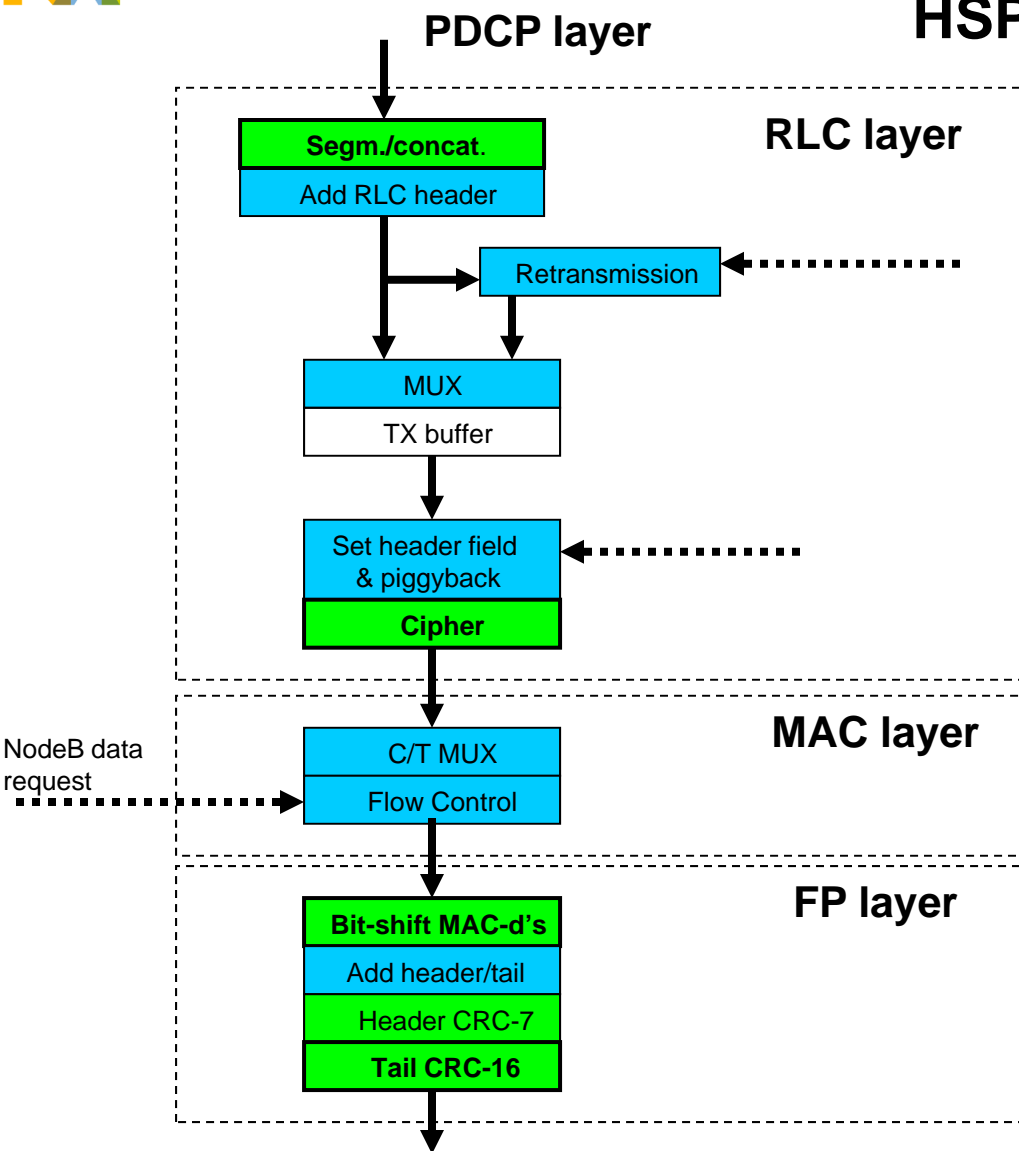 PDCP layer
HSP
RLC layer
Segm./concat.
Add RLC header
Retransmission
MUX
TX buffer
Set header field
& piggyback
Cipher
MAC layer
NodeB data
request
C/T MUX
Flow Control
FP layer
Bit-shift MAC-d's
Add header/tail
Header CRC-7
Tail CRC-16